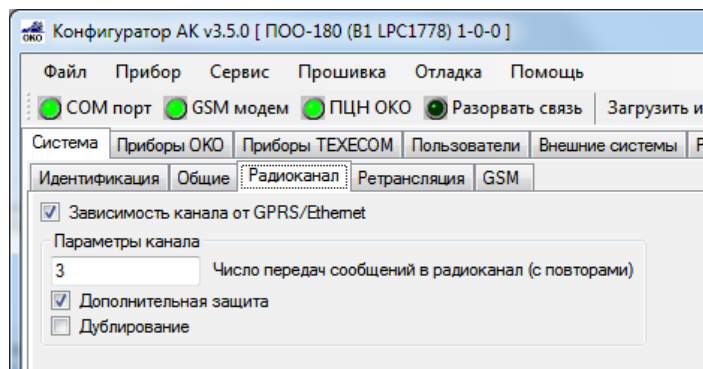 ОКО Конфигуратор АК v3.5.0 [ ПОО-180 (B1 LPC1778) 1-0-0 ]
Файл Прибор Сервис Прошивка Отладка Помощь
COM порт GSM модем ПЦН ОКО Разорвать связь Загрузить и
Система Приборы ОКО Приборы TEXECOM Пользователи Внешние системы
Идентификация Общие Радиоканал Ретрансляция GSM
Зависимость канала от GPRS/Ethernet
Параметры канала
3 Число передач сообщений в радиоканал (с повторами)
Дополнительная защита
Дублирование